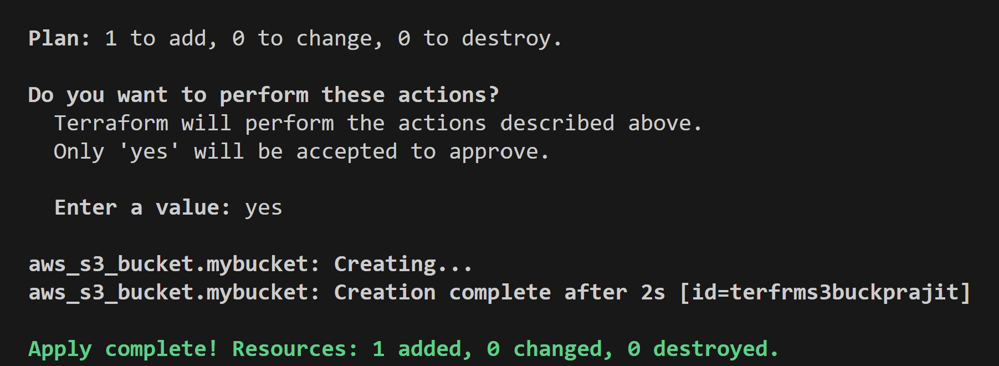 Plan: 1 to add, 0 to change, 0 to destroy.
Do you want to perform these actions?
Terraform will perform the actions described above.
Only 'yes' will be accepted to approve.
Enter a value: yes
aws_s3_bucket.mybucket: Creating...
aws_s3_bucket.mybucket: Creation complete after 2s [id=terfrms3buckprajit]
Apply complete! Resources: 1 added, 0 changed, 0 destroyed.